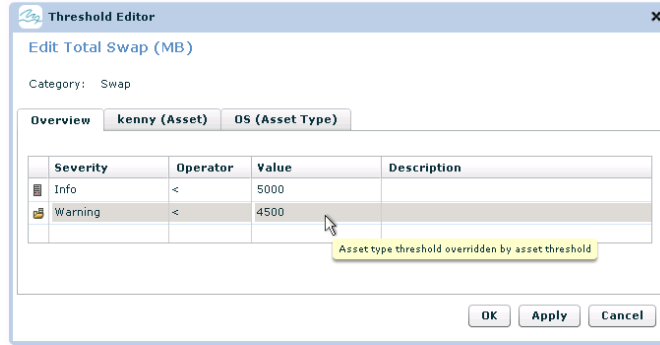 Threshold Editor
Edit Total Swap (MB)
Category: Swap
Overview kenny (Asset) OS (Asset Type)
Severity Operator Value Description
Info < 5000
Warning < 4500
Asset type threshold overridden by asset threshold
OK Apply Cancel